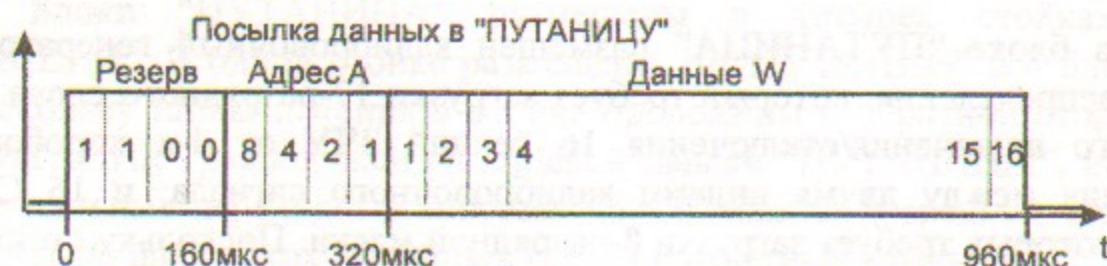 Посылка данных в "ПУТАНИЦУ"
Резерв Адрес A Данные W
1 1 0 0 8 4 2 1 1 2 3 4 15 16
0 160мкс 320мкс 960мкс t